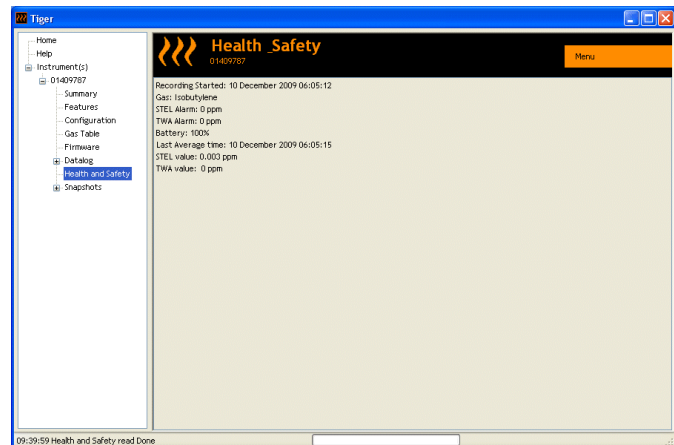 Tiger
Home
Help
Instrument(s)
01409787
Summary
Features
Configuration
Gas Table
Firmware
Datalog
Health and Safety
Snapshots
Health _Safety
01409787
Menu
Recording Started: 10 December 2009 06:05:12
Gas: Isobutylene
STEL Alarm: 0 ppm
TWA Alarm: 0 ppm
Battery: 100%
Last Average time: 10 December 2009 06:05:15
STEL value: 0.003 ppm
TWA value: 0 ppm
09:39:59 Health and Safety read Done